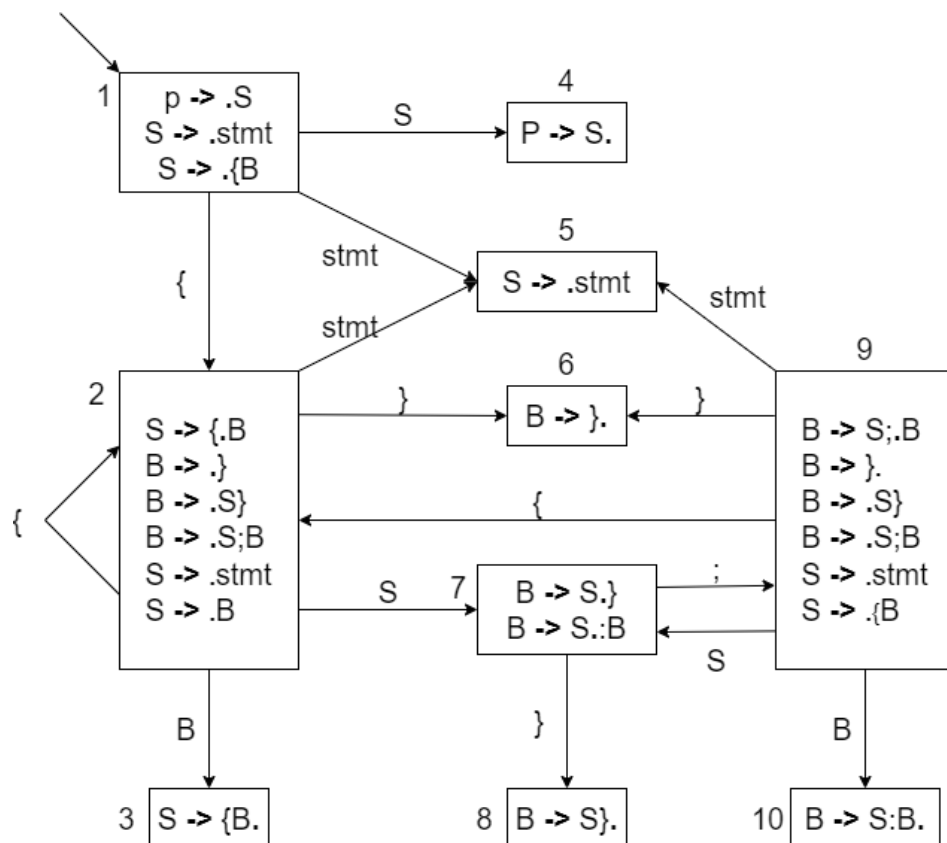 1
p -> .S
S -> .stmt
S -> .{B
S
4
P -> S.
{
stmt
stmt
5
S -> .stmt
stmt
2
S -> {.B
B -> .}
B -> .S}
B -> .S;B
S -> .stmt
S -> .B
{
}
6
B -> }.
}
9
B -> S;.B
B -> }.
B -> .S}
B -> .S;B
S -> .stmt
S -> .{B
{
S
7
B -> S.}
B -> S.:B
;
S
B
}
B
3
S -> {B.
8
B -> S}.
10
B -> S:B.